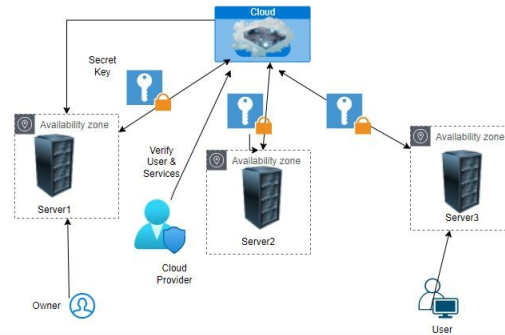 Cloud
Secret
Key
Availability zone
Server1
Verify
User &
Services
Availability zone
Server2
Availability zone
Server3
Cloud
Provider
Owner
User